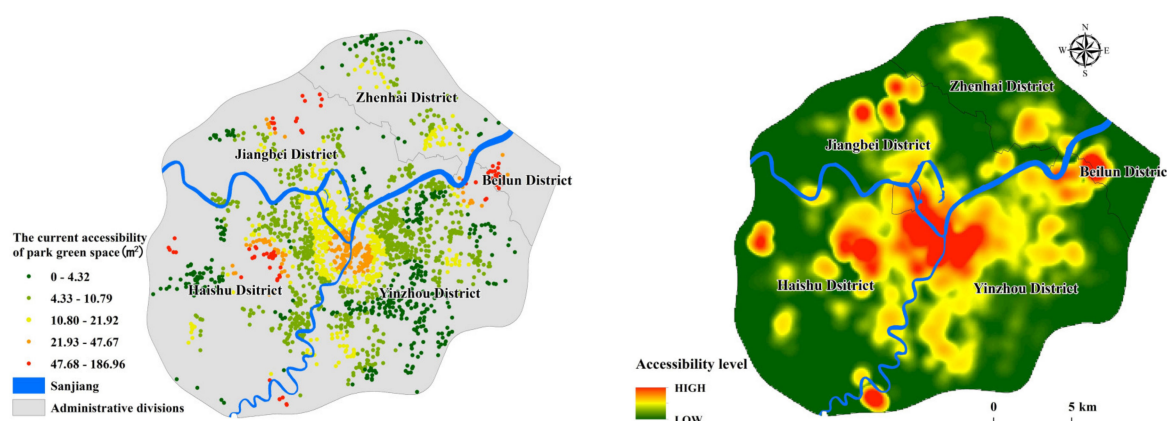 Zhenhai District
Jiangbei District
Beilun District
Haishu Dsitrict
Yinzhou District
The current accessibility
of park green space (m²)
0 - 4.32
4.33 - 10.79
10.80 - 21.92
21.93 - 47.67
47.68 - 186.96
Sanjiang
Administrative divisions
N
W E
S
Zhenhai District
Jiangbei District
Beilun Distric
Haishu Dsitrict
Yinzhou District
Accessibility level
HIGH
LOW
0 5 km